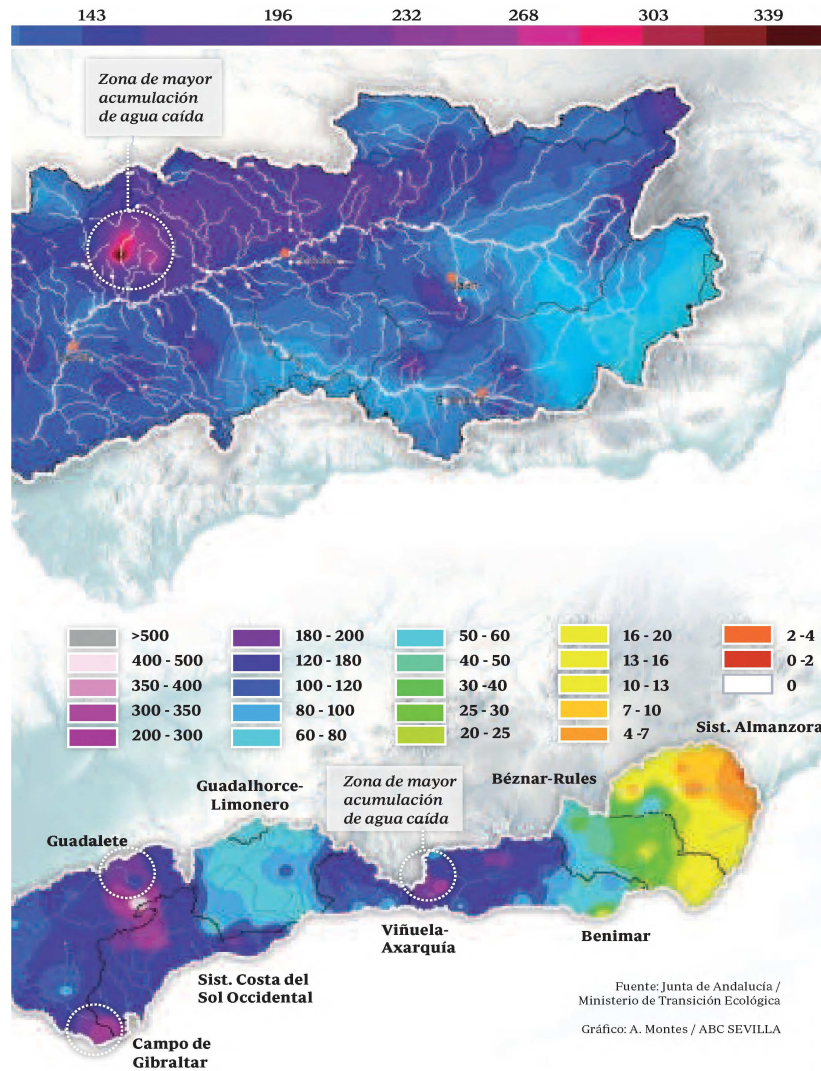 143 196 232 268 303 339
Zona de mayor
acumulación
de agua caída
>500
400 - 500
350 - 400
300 - 350
200 - 300
180 - 200
120 - 180
100 - 120
80 - 100
60 - 80
50 - 60
40 - 50
30 -40
25 - 30
20 - 25
16 - 20
13 - 16
10 - 13
7 - 10
4 -7
2 -4
0 -2
0
Sist. Almanzora
Guadalhorce-
Limonero
Zona de mayor
acumulación
de agua caída
Béznar-Rules
Guadalete
Viñuela-
Axarquía
Benimar
Sist. Costa del
Sol Occidental
Campo de
Gibraltar
Fuente: Junta de Andalucía /
Ministerio de Transición Ecológica
Gráfico: A. Montes / ABC SEVILLA